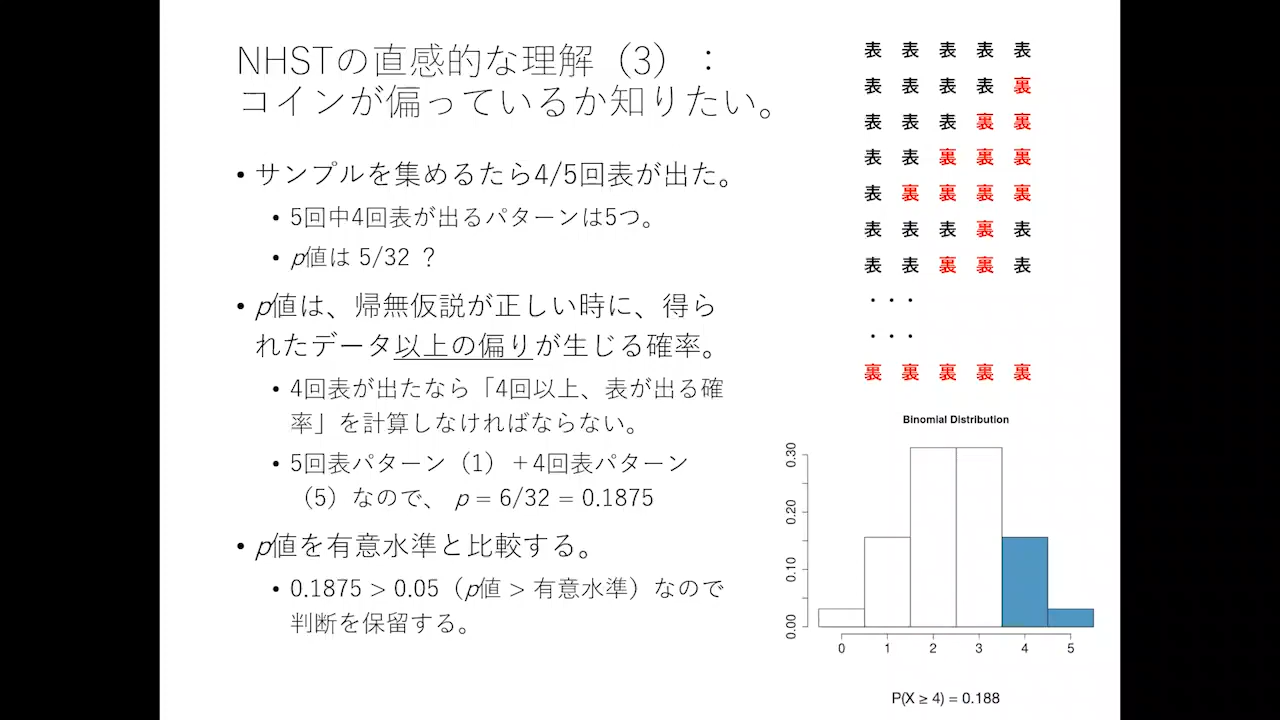 NHSTの直感的な理解（3）：
コインが偏っているか知りたい。
• サンプルを集めるたら4/5回表が出た。
• 5回中4回表が出るパターンは5つ。
• p値は 5/32 ？
• p値は、帰無仮説が正しい時に、得ら
れたデータ以上の偏りが生じる確率。
• 4回表が出たなら「4回以上、表が出る確
率」を計算しなければならない。
• 5回表パターン（1）＋4回表パターン
（5）なので、 p = 6/32 = 0.1875
• p値を有意水準と比較する。
• 0.1875 > 0.05（p値 > 有意水準）なので
判断を保留する。
表 表 表 表 表
表 表 表 表 裏
表 表 表 裏 裏
表 表 裏 裏 裏
表 裏 裏 裏 裏
表 表 表 裏 表
表 表 裏 裏 表
・・・
・・・
裏 裏 裏 裏 裏
Binomial Distribution
0.30
0.20
0.10
0.00
0 1 2 3 4 5
P(X ≥ 4) = 0.188